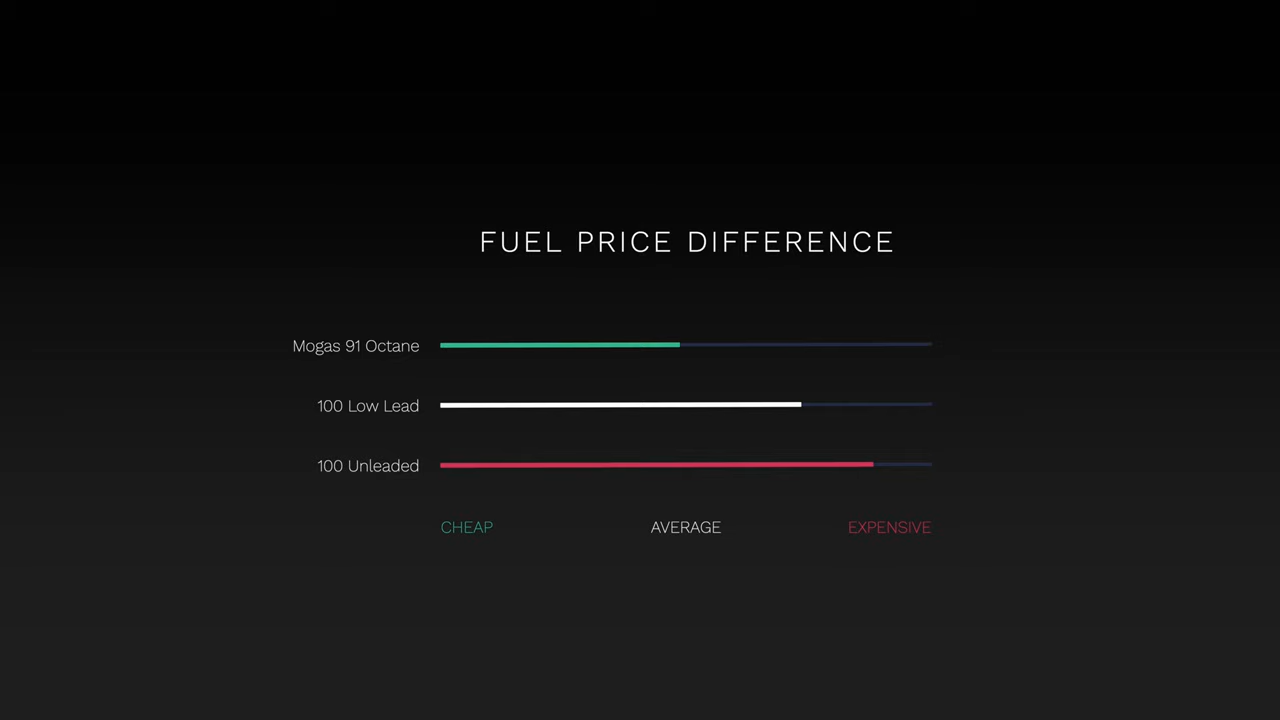 FUEL PRICE DIFFERENCE
Mogas 91 Octane
100 Low Lead
100 Unleaded
CHEAP AVERAGE EXPENSIVE